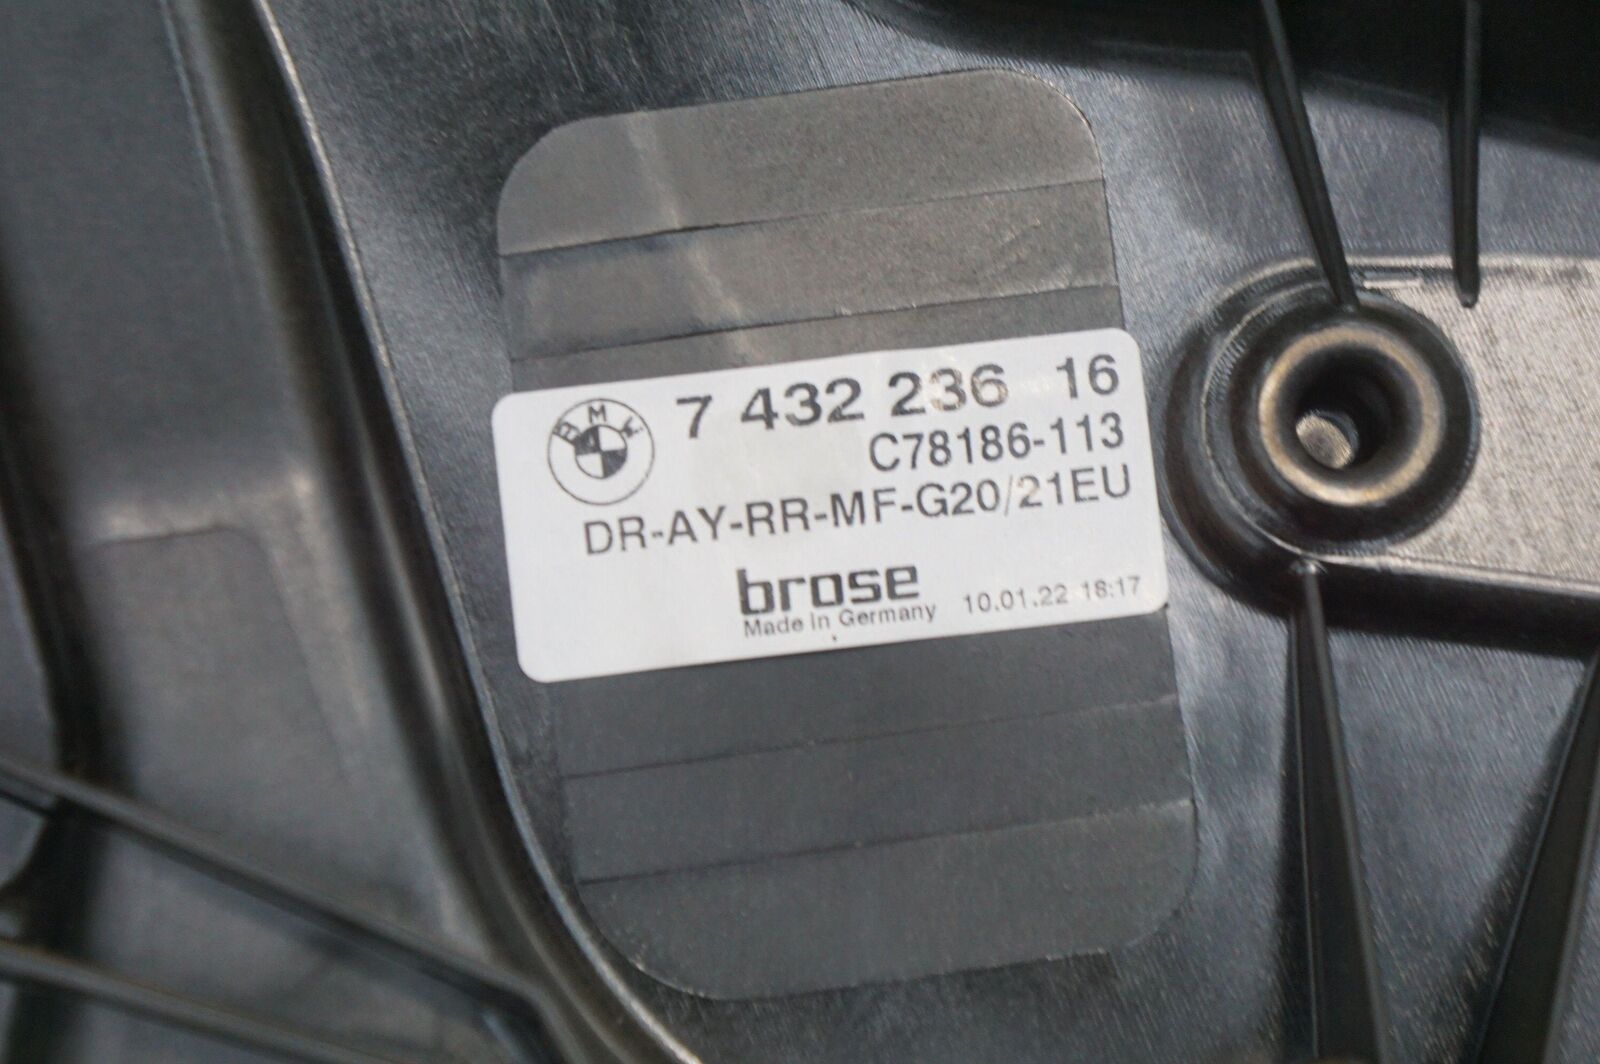 BMW
7 432 236 16
C78186-113
DR-AY-RR-MF-G20/21EU
brose
Made in Germany 10.01.22 18:17